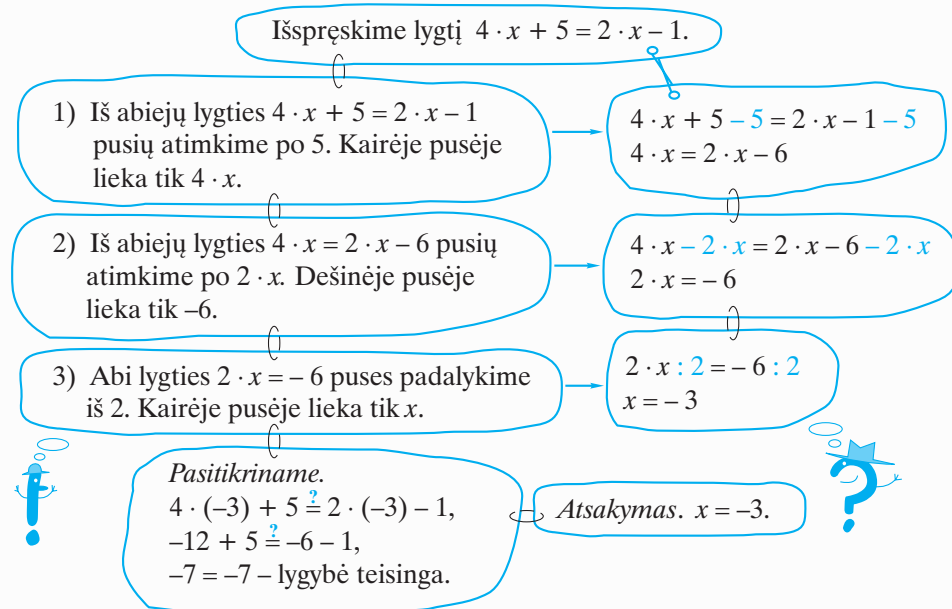 Išspręskime lygtį 4 · x + 5 = 2 · x – 1.
1) Iš abiejų lygties 4 · x + 5 = 2 · x – 1
pusių atimkime po 5. Kairėje pusėje
lieka tik 4 · x.
4 · x + 5 – 5 = 2 · x – 1 – 5
4 · x = 2 · x – 6
2) Iš abiejų lygties 4 · x = 2 · x – 6 pusių
atimkime po 2 · x. Dešinėje pusėje
lieka tik –6.
4 · x – 2 · x = 2 · x – 6 – 2 · x
2 · x = – 6
3) Abi lygties 2 · x = – 6 puses padalykime
iš 2. Kairėje pusėje lieka tik x.
2 · x : 2 = – 6 : 2
x = – 3
Pasitikriname.
4 · (–3) + 5 ≟ 2 · (–3) – 1,
–12 + 5 ≟ –6 – 1,
–7 = –7 – lygybė teisinga.
Atsakymas. x = –3.